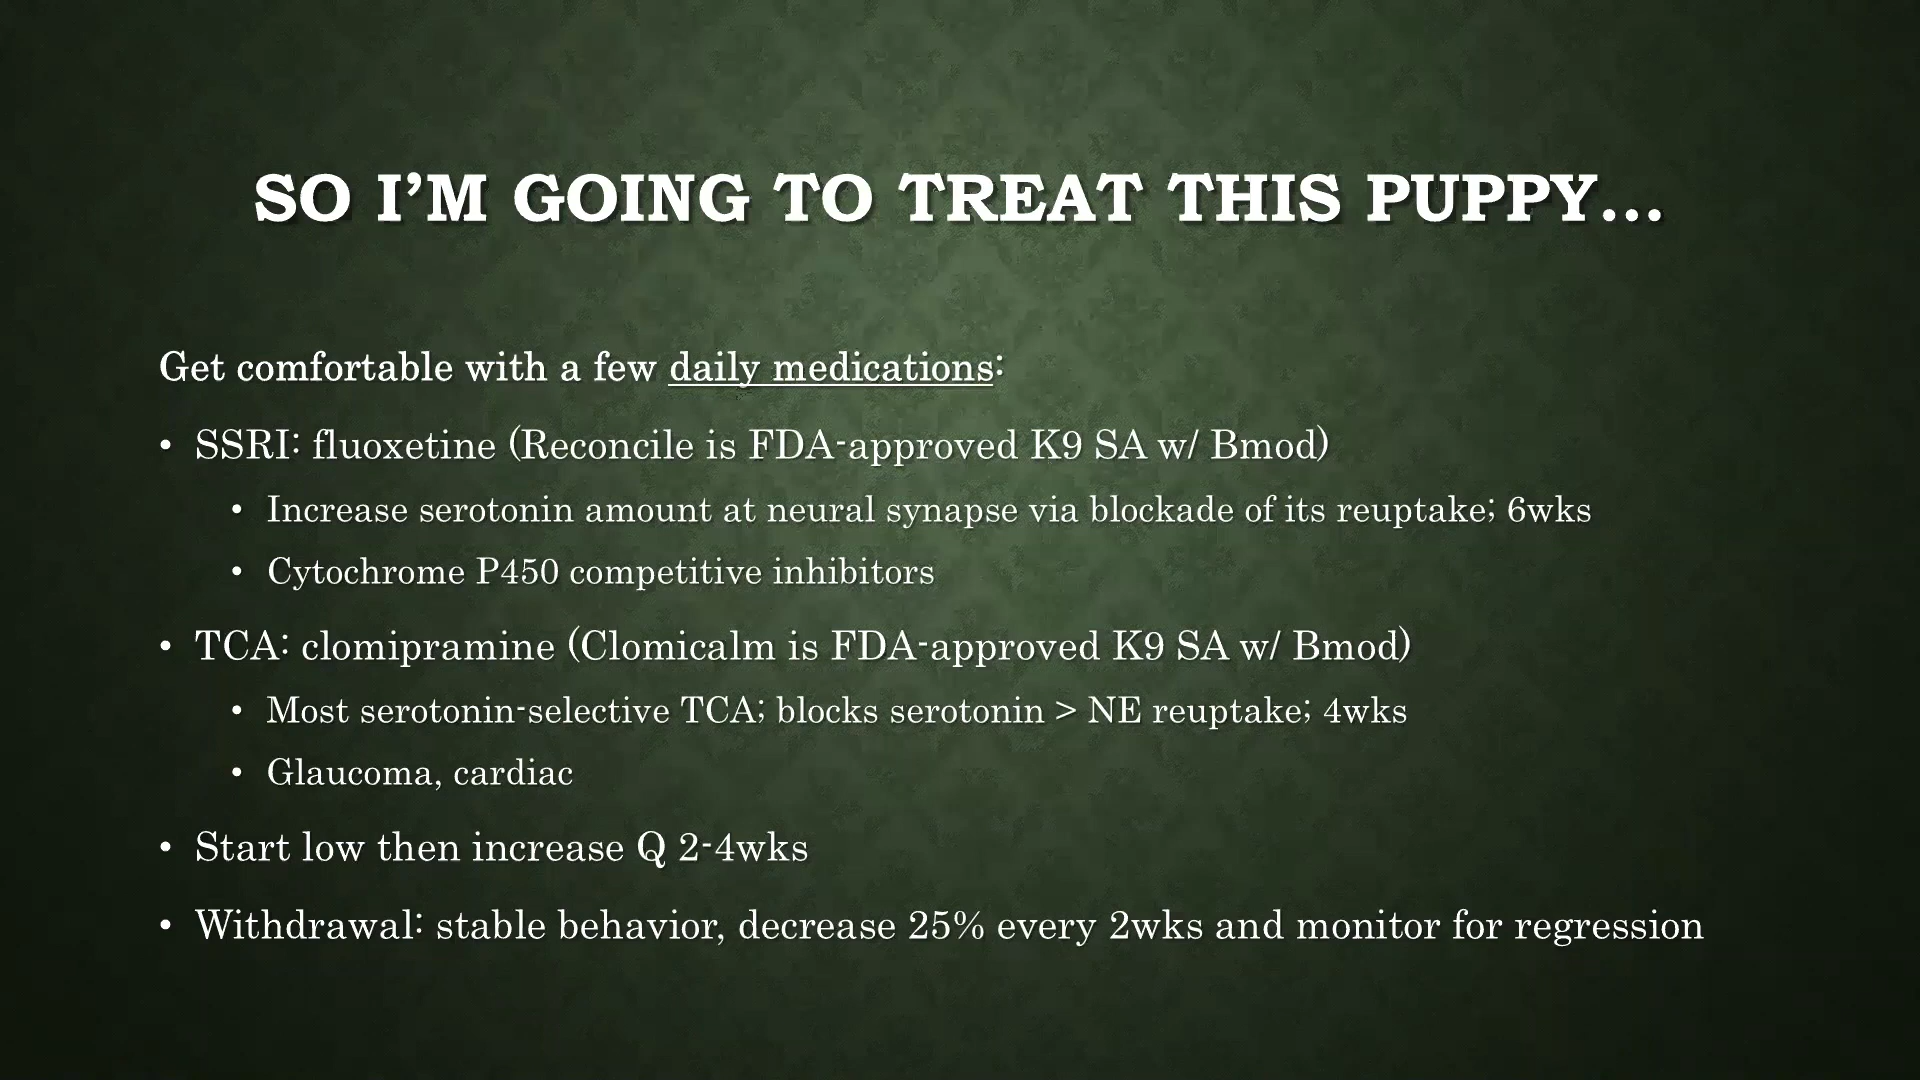 SO I’M GOING TO TREAT THIS PUPPY…
Get comfortable with a few daily medications:
• SSRI: fluoxetine (Reconcile is FDA-approved K9 SA w/ Bmod)
• Increase serotonin amount at neural synapse via blockade of its reuptake; 6wks
• Cytochrome P450 competitive inhibitors
• TCA: clomipramine (Clomicalm is FDA-approved K9 SA w/ Bmod)
• Most serotonin-selective TCA; blocks serotonin > NE reuptake; 4wks
• Glaucoma, cardiac
• Start low then increase Q 2-4wks
• Withdrawal: stable behavior, decrease 25% every 2wks and monitor for regression